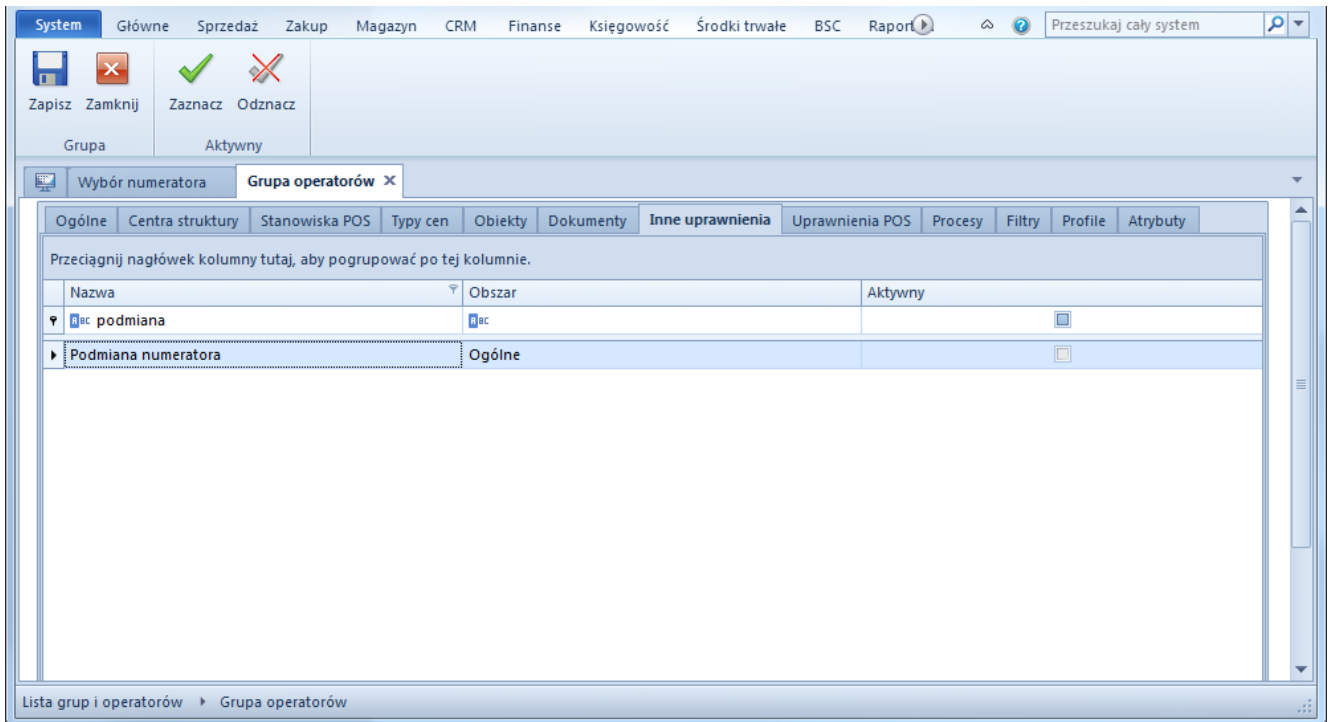 System Główne Sprzedaż Zakup Magazyn CRM Finanse Księgowość Środki trwałe BSC Raport Przeszukaj cały system
Zapisz Zamknij Zaznacz Odznacz
Grupa Aktywny
Wybór numeratora Grupa operatorów
Ogólne Centra struktury Stanowiska POS Typy cen Obiekty Dokumenty Inne uprawnienia Uprawnienia POS Procesy Filtry Profile Atrybuty
Przeciągnij nagłówek kolumny tutaj, aby pogrupować po tej kolumnie.
Nazwa Obszar Aktywny
ABC podmiana ABC
Podmiana numeratora Ogólne
Lista grup i operatorów Grupa operatorów